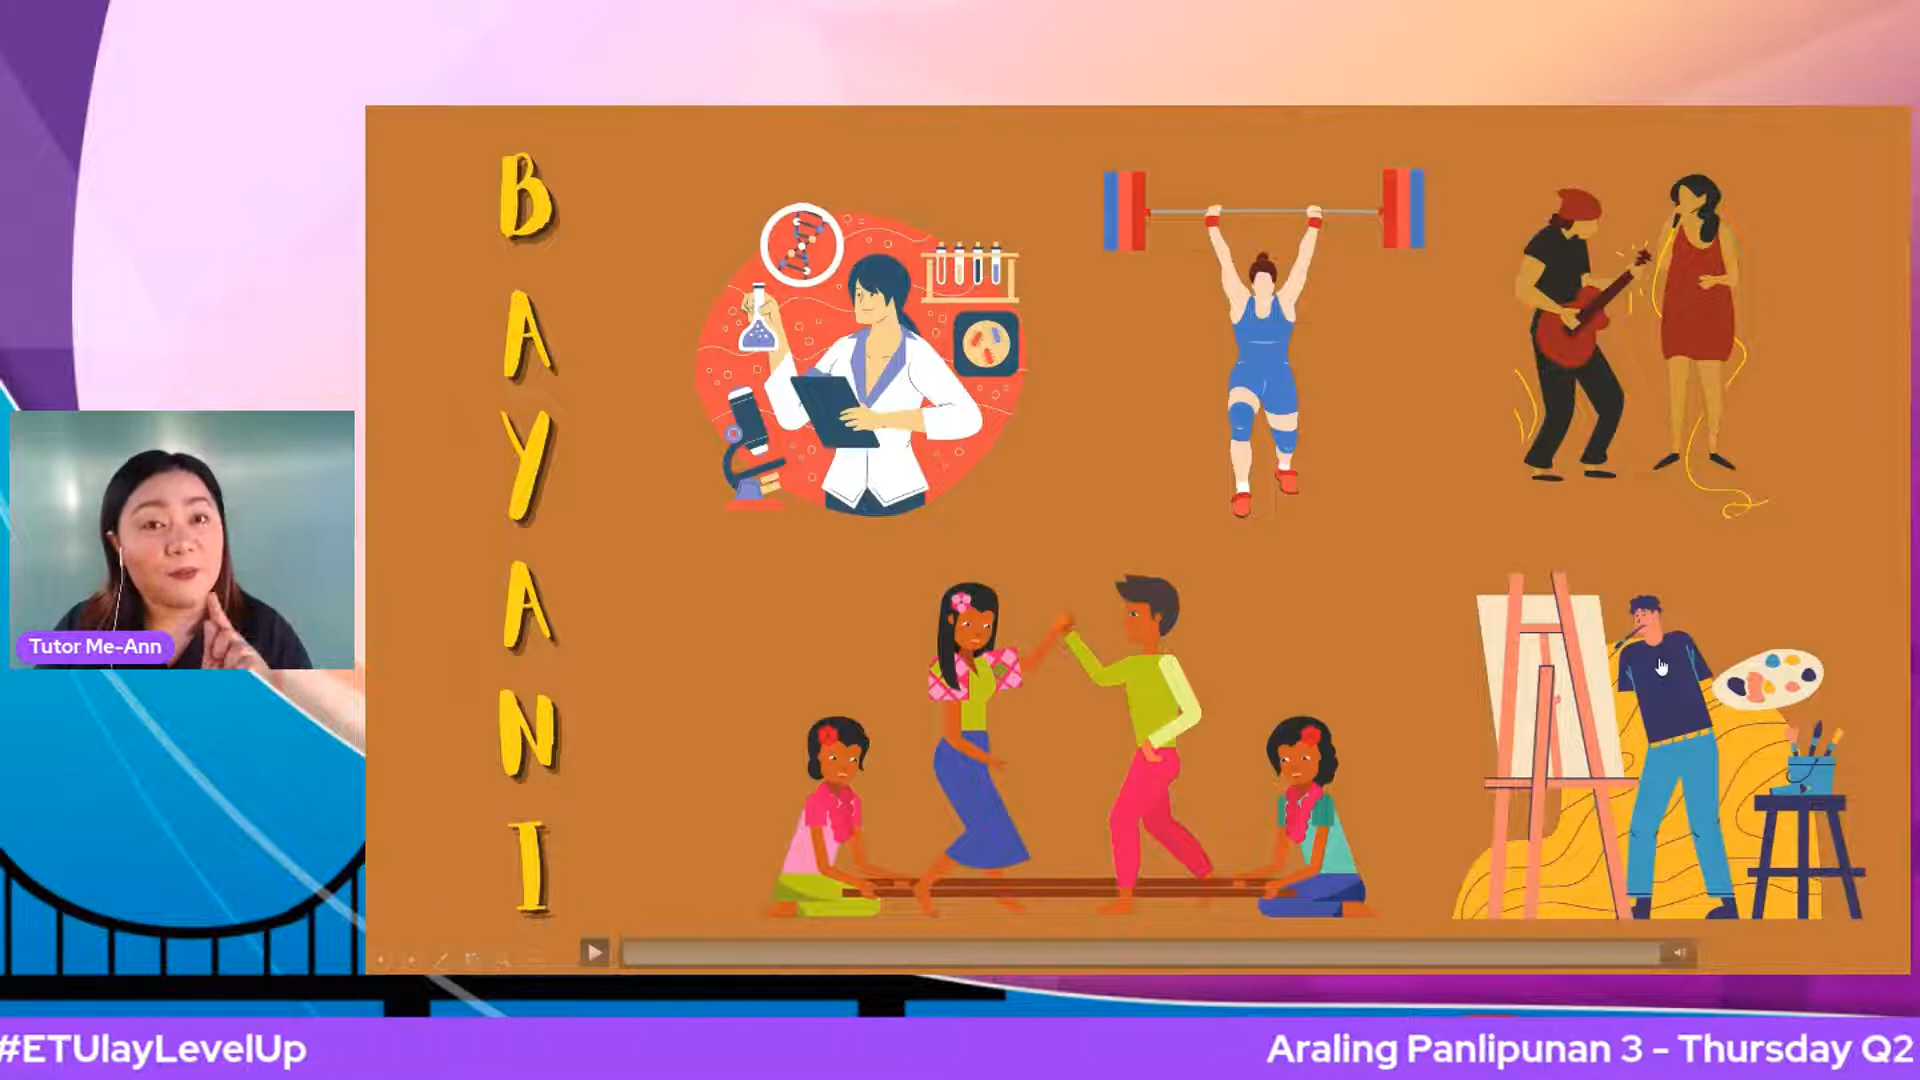 B
A
Y
A
N
I
Tutor Me-Ann
#ETUlayLevelUp
Araling Panlipunan 3 - Thursday Q2